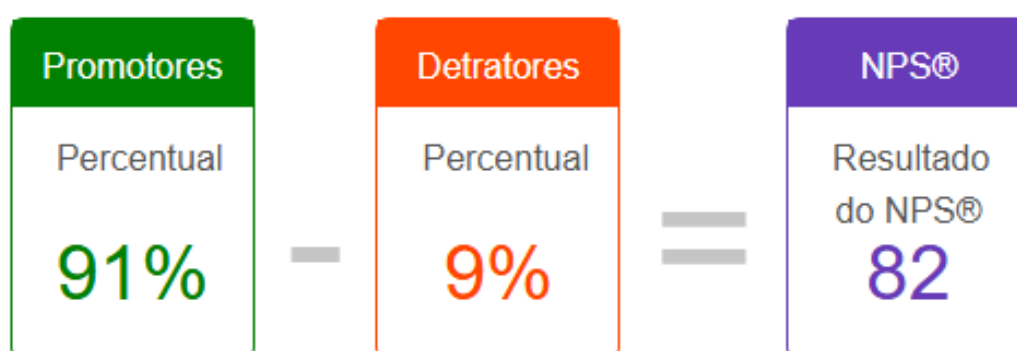 Promotores
Percentual
91%
-
Detratores
Percentual
9%
=
NPS®
Resultado
do NPS®
82